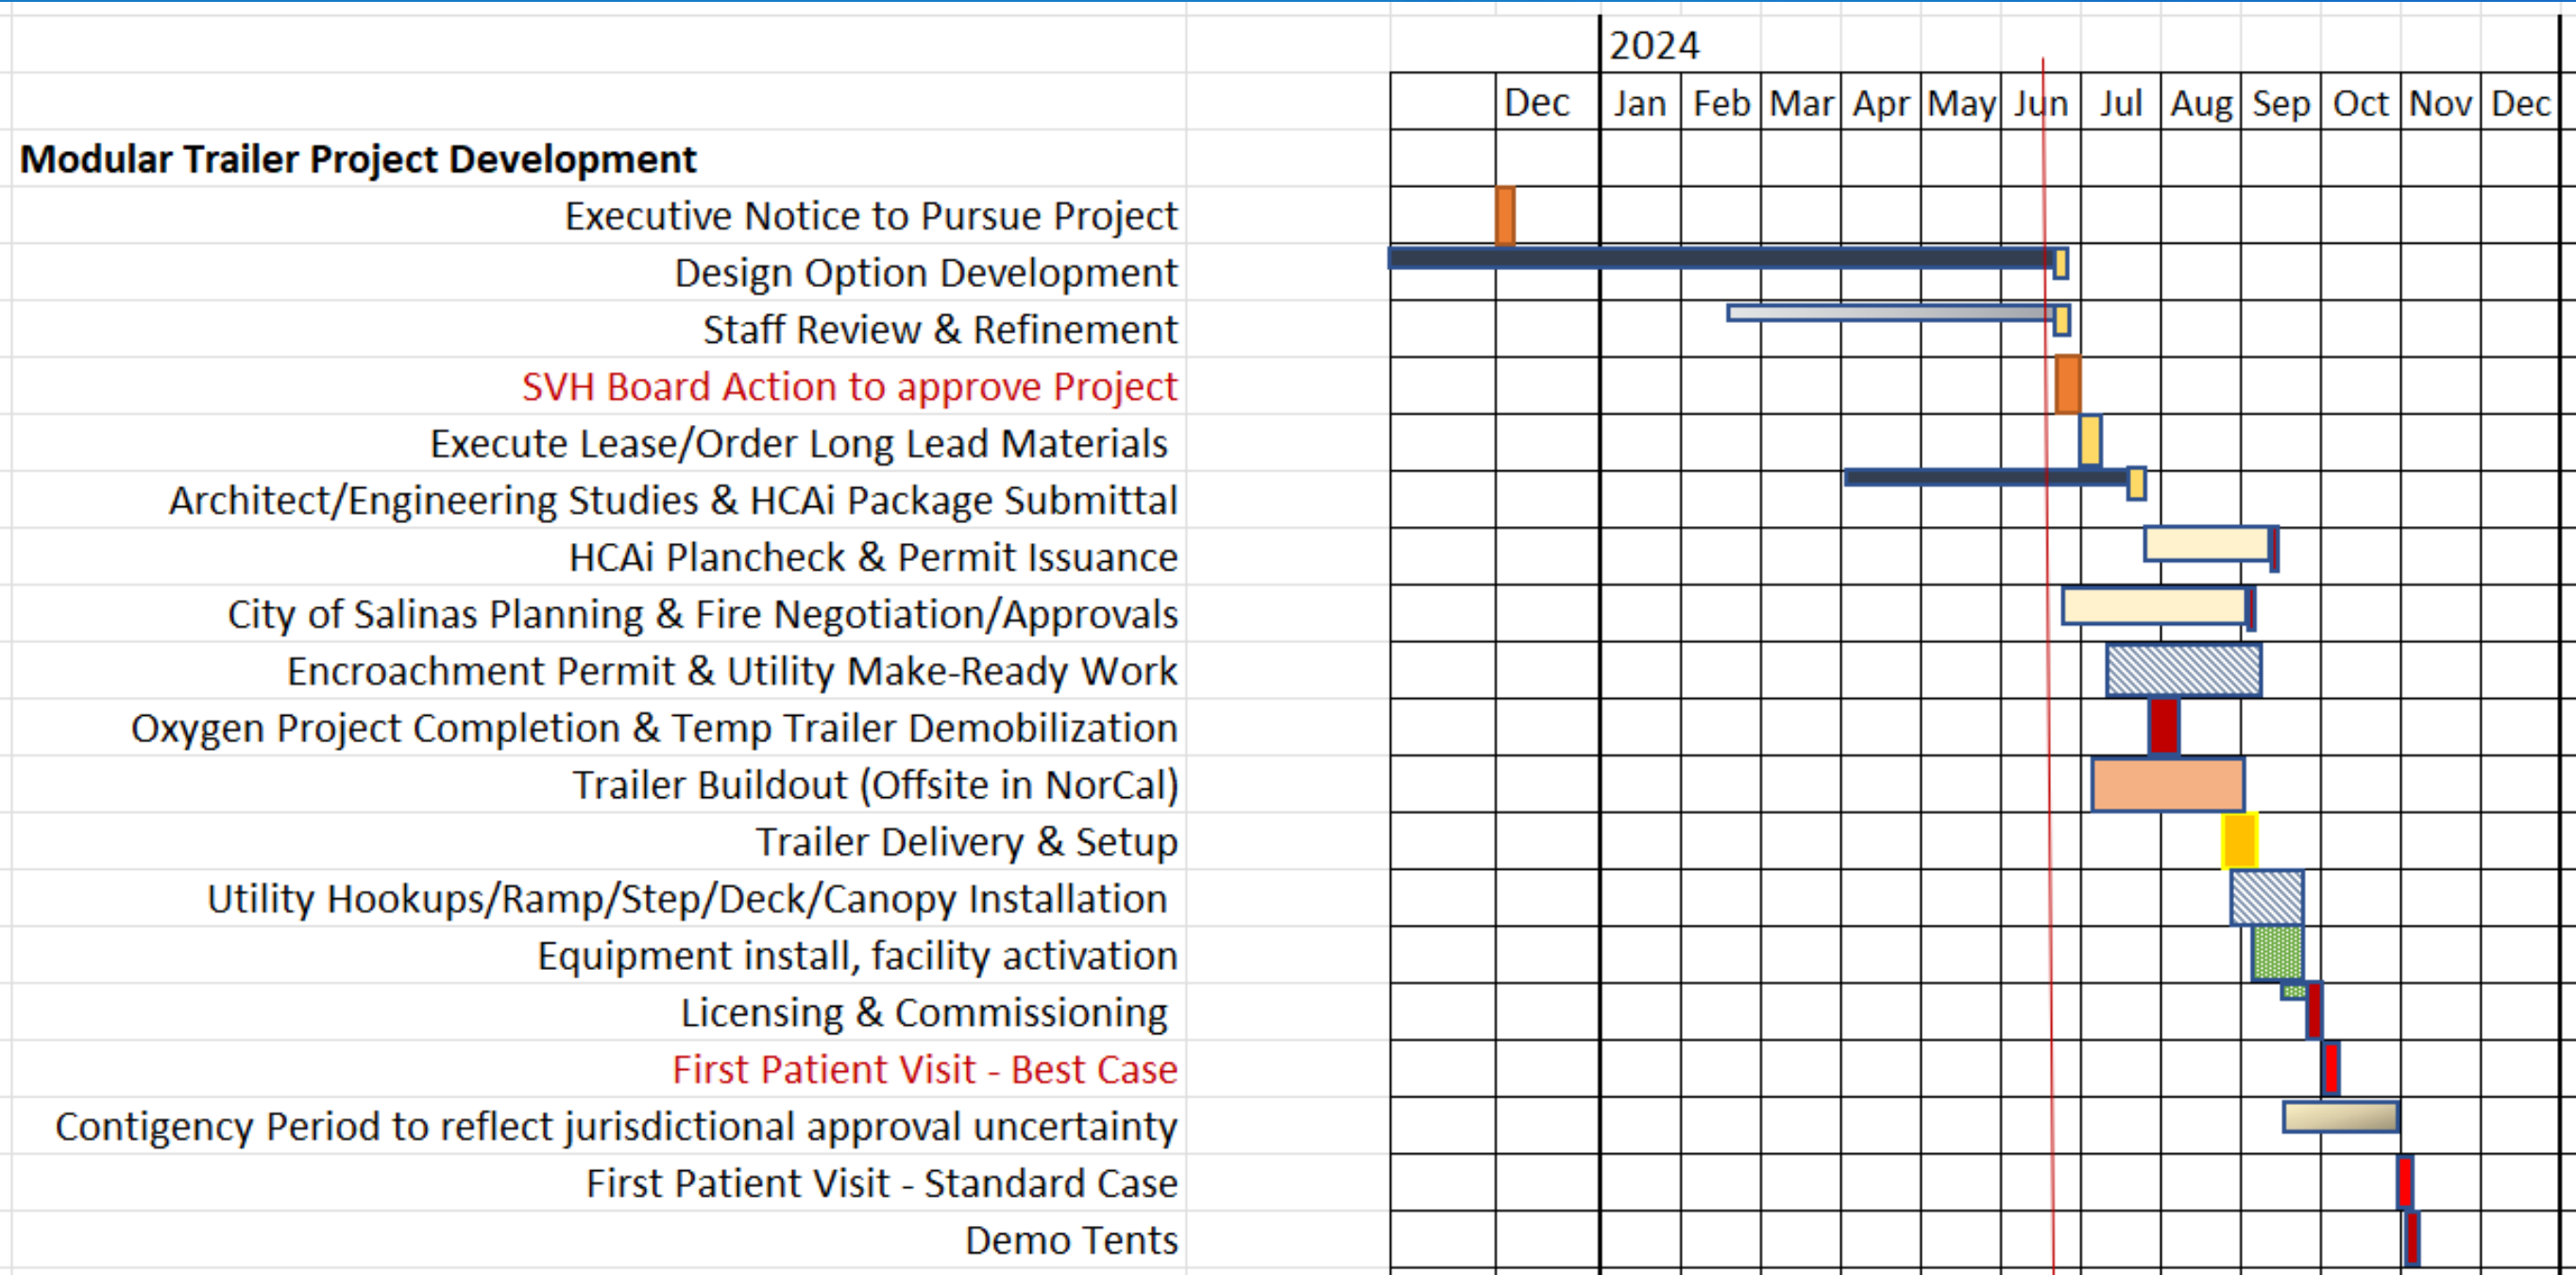 2024
Dec Jan Feb Mar Apr May Jun Jul Aug Sep Oct Nov Dec
Modular Trailer Project Development
Executive Notice to Pursue Project
Design Option Development
Staff Review & Refinement
SVH Board Action to approve Project
Execute Lease/Order Long Lead Materials
Architect/Engineering Studies & HCAi Package Submittal
HCAi Plancheck & Permit Issuance
City of Salinas Planning & Fire Negotiation/Approvals
Encroachment Permit & Utility Make-Ready Work
Oxygen Project Completion & Temp Trailer Demobilization
Trailer Buildout (Offsite in NorCal)
Trailer Delivery & Setup
Utility Hookups/Ramp/Step/Deck/Canopy Installation
Equipment install, facility activation
Licensing & Commissioning
First Patient Visit - Best Case
Contigency Period to reflect jurisdictional approval uncertainty
First Patient Visit - Standard Case
Demo Tents